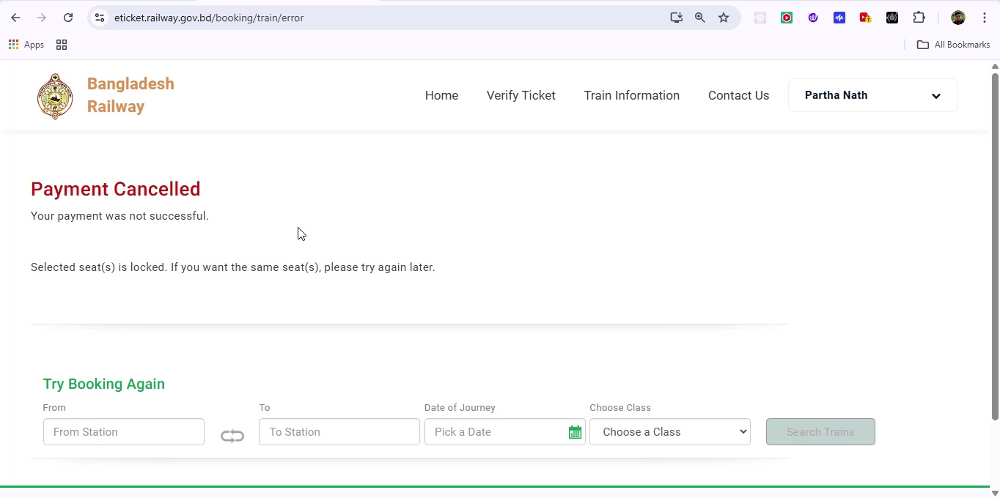 eticket.railway.gov.bd/booking/train/error
Apps
All Bookmarks
Bangladesh
Railway
Home
Verify Ticket
Train Information
Contact Us
Partha Nath
Payment Cancelled
Your payment was not successful.
Selected seat(s) is locked. If you want the same seat(s), please try again later.
Try Booking Again
From
To
Date of Journey
Choose Class
From Station
To Station
Pick a Date
Choose a Class
Search Trains